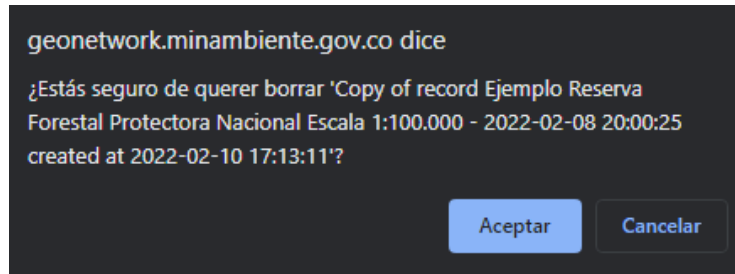 geonetwork.minambiente.gov.co dice
¿Estás seguro de querer borrar 'Copy of record Ejemplo Reserva
Forestal Protectora Nacional Escala 1:100.000 - 2022-02-08 20:00:25
created at 2022-02-10 17:13:11'?
Aceptar
Cancelar